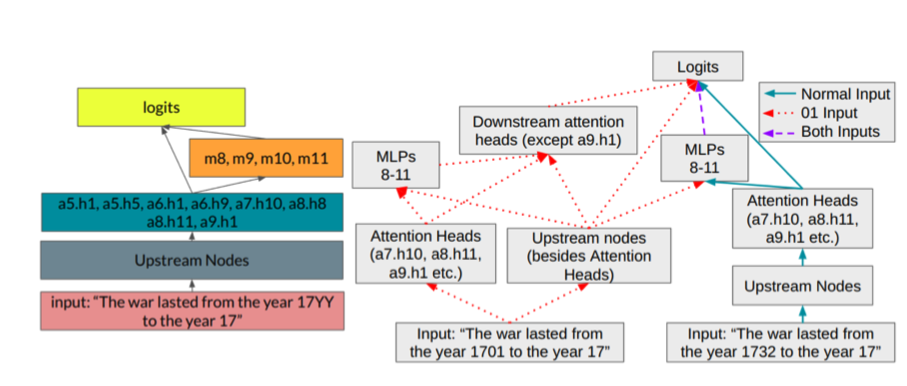 logits
m8, m9, m10, m11
a5.h1, a5.h5, a6.h1, a6.h9, a7.h10, a8.h8
a8.h11, a9.h1
Upstream Nodes
input: “The war lasted from the year 17YY
to the year 17”
Logits
Normal Input
01 Input
Both Inputs
Downstream attention
heads (except a9.h1)
MLPs
8-11
MLPs
8-11
Attention Heads
(a7.h10, a8.h11,
a9.h1 etc.)
Upstream nodes
(besides Attention
Heads)
Attention Heads
(a7.h10, a8.h11,
a9.h1 etc.)
Upstream Nodes
Input: “The war lasted from
the year 1701 to the year 17”
Input: “The war lasted from
the year 1732 to the year 17”